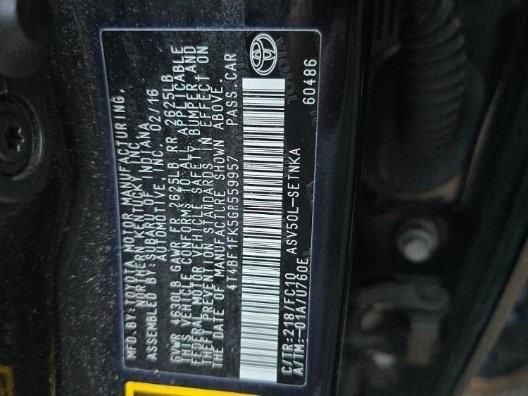 MFD. BY: TOYOTA MOTOR MANUFACTURING,
KENTUCKY, INC.
ASSEMBLED BY: SUBARU OF INDIANA
AUTOMOTIVE, INC. 02/16
GVWR 4630LB GAWR FR 2625LB RR 2625LB
THIS VEHICLE CONFORMS TO ALL APPLICABLE
FEDERAL MOTOR VEHICLE SAFETY, BUMPER AND
THEFT PREVENTION STANDARDS IN EFFECT ON
THE DATE OF MANUFACTURE SHOWN ABOVE.
4T4BF1FK5GR559957 PASS.CAR
C/TR:218/FC10 ASV50L-SETNKA
A/TM:-01A/U760E 60486